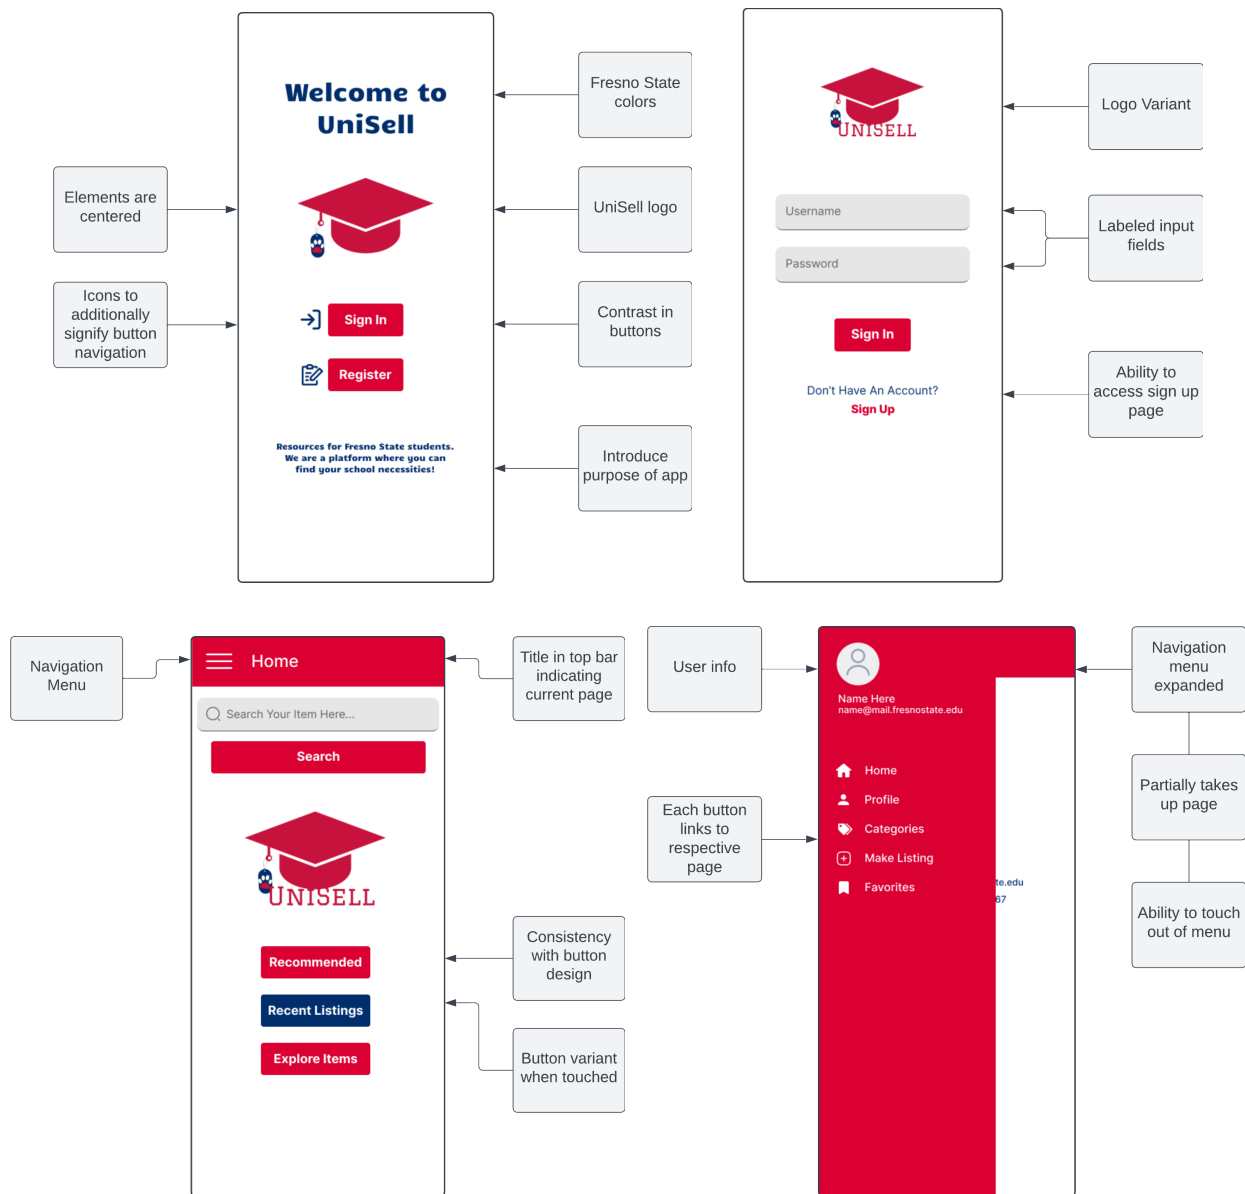 Welcome to
UniSell
Sign In
Register
Resources for Fresno State students.
We are a platform where you can
find your school necessities!
Elements are
centered
Icons to
additionally
signify button
navigation
Fresno State
colors
UniSell logo
Contrast in
buttons
Introduce
purpose of app
UNISELL
Username
Password
Sign In
Don't Have An Account?
Sign Up
Logo Variant
Labeled input
fields
Ability to
access sign up
page
Navigation
Menu
Home
Search Your Item Here...
Search
UNISELL
Recommended
Recent Listings
Explore Items
Title in top bar
indicating
current page
Consistency
with button
design
Button variant
when touched
User info
Each button
links to
respective
page
Name Here
name@mail.fresnostate.edu
Home
Profile
Categories
Make Listing
Favorites
te.edu
67
Navigation
menu
expanded
Partially takes
up page
Ability to touch
out of menu